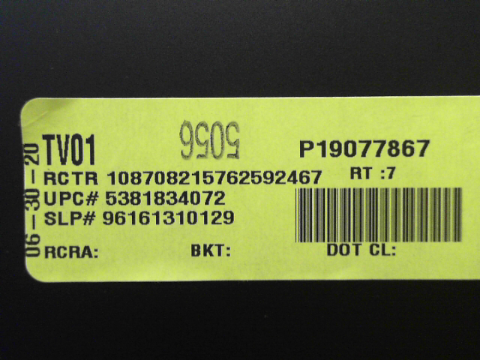 06-30-20
TV01 5056 P19077867
RCTR 108708215762592467 RT :7
UPC# 5381834072
SLP# 96161310129
RCRA: BKT: DOT CL: